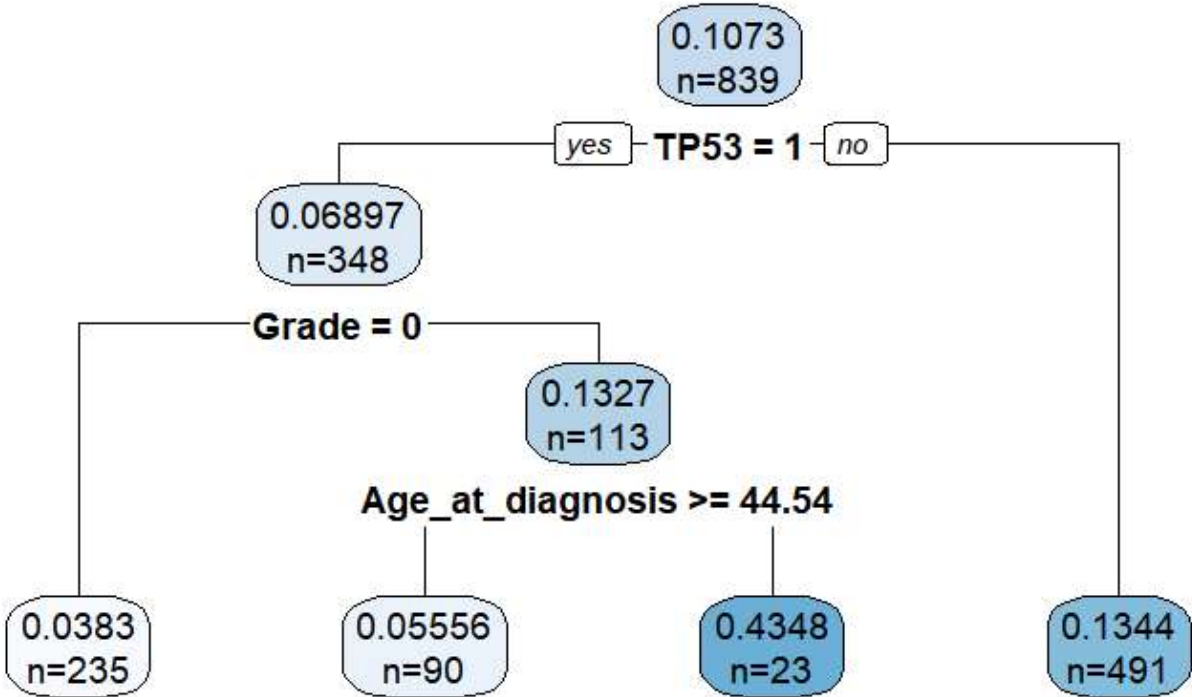 0.1073
n=839
yes TP53 = 1 no
0.06897
n=348
Grade = 0
0.1327
n=113
Age_at_diagnosis >= 44.54
0.0383 0.05556 0.4348 0.1344
n=235 n=90 n=23 n=491